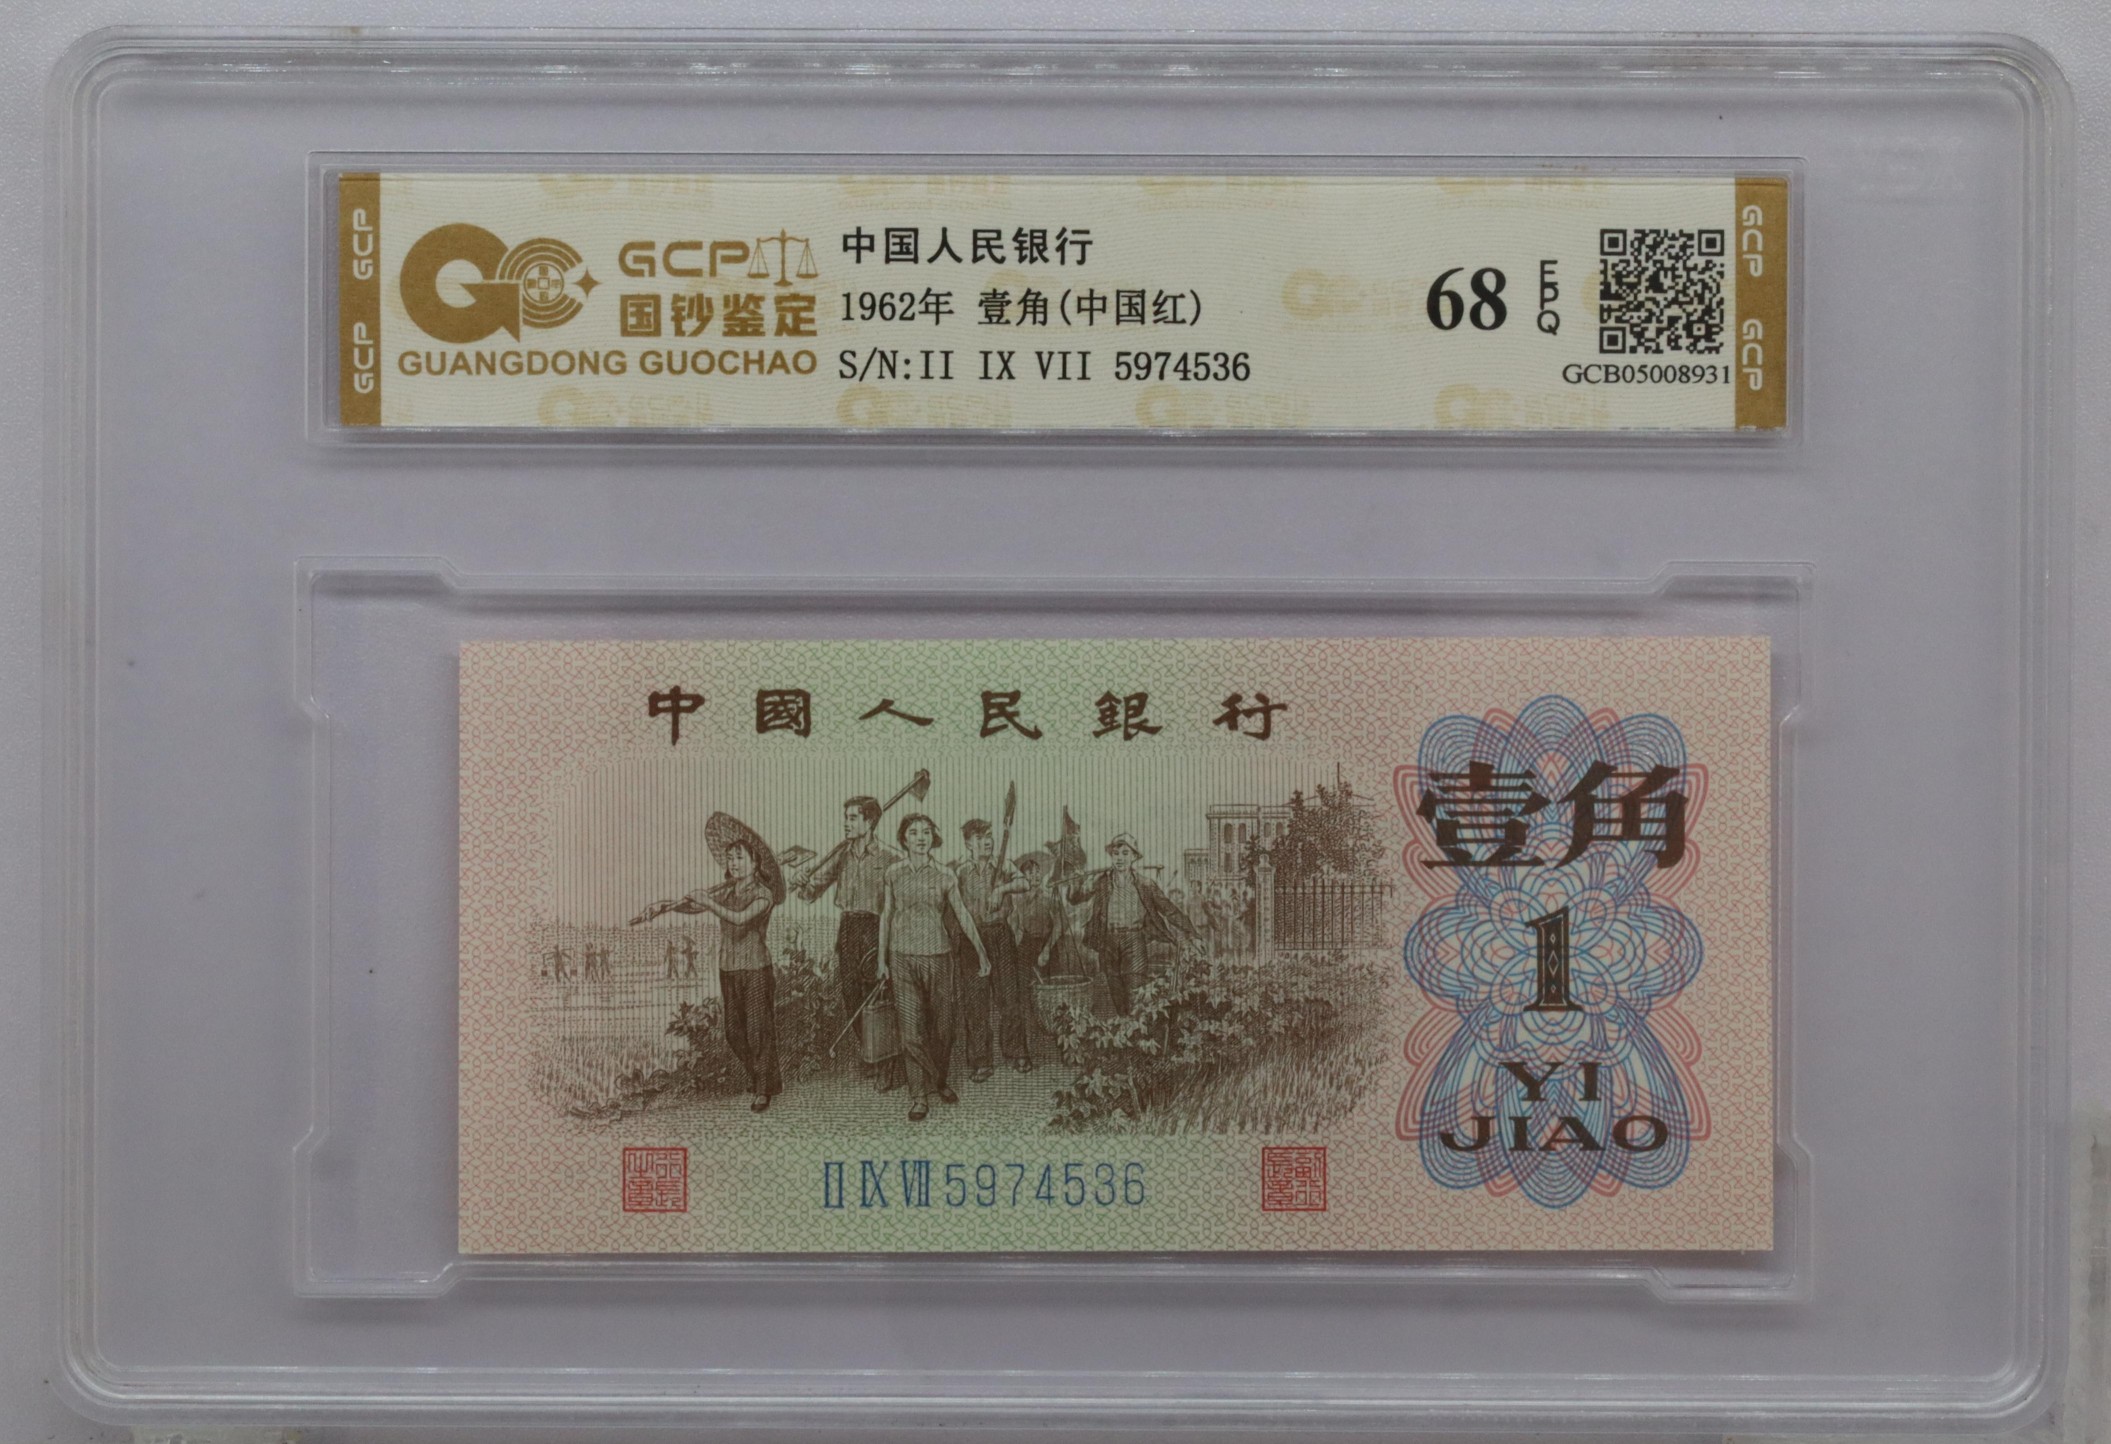 GCP
GCP
GCP
国钞鉴定
GUANGDONG GUOCHAO
中国人民银行
1962年 壹角(中国红)
S/N:II IX VII 5974536
68 EPQ
GCB05008931
GCP
GCP
中國人民銀行
壹角
1
YI
JIAO
II IX VII 5974536